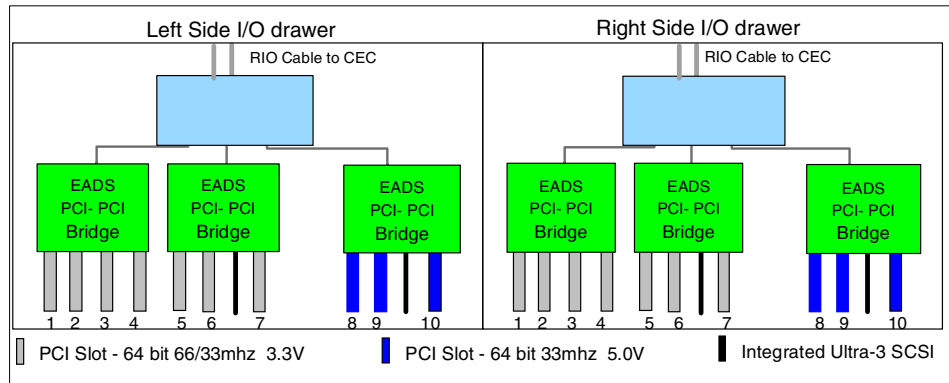 Left Side I/O drawer
RIO Cable to CEC
EADS
PCI- PCI
Bridge
EADS
PCI- PCI
Bridge
EADS
PCI- PCI
Bridge
1 2 3 4 5 6 7 8 9 10
Right Side I/O drawer
RIO Cable to CEC
EADS
PCI- PCI
Bridge
EADS
PCI- PCI
Bridge
EADS
PCI- PCI
Bridge
1 2 3 4 5 6 7 8 9 10
PCI Slot - 64 bit 66/33mhz 3.3V
PCI Slot - 64 bit 33mhz 5.0V
Integrated Ultra-3 SCSI